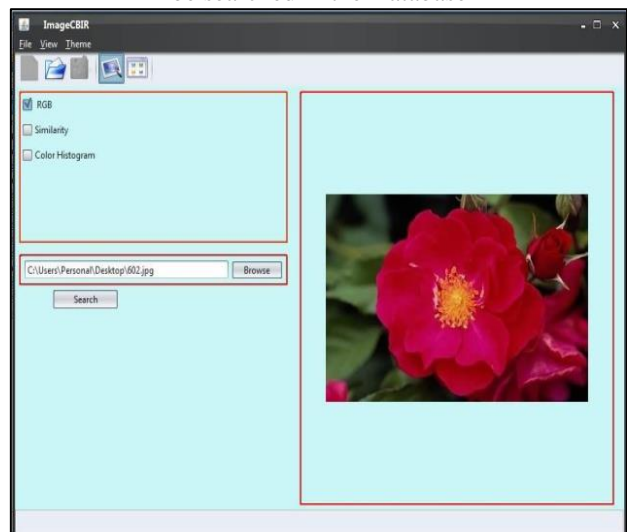 ImageCBIR
File View Theme
RGB
Similarity
Color Histogram
C:\Users\Personal\Desktop\602.jpg Browse
Search